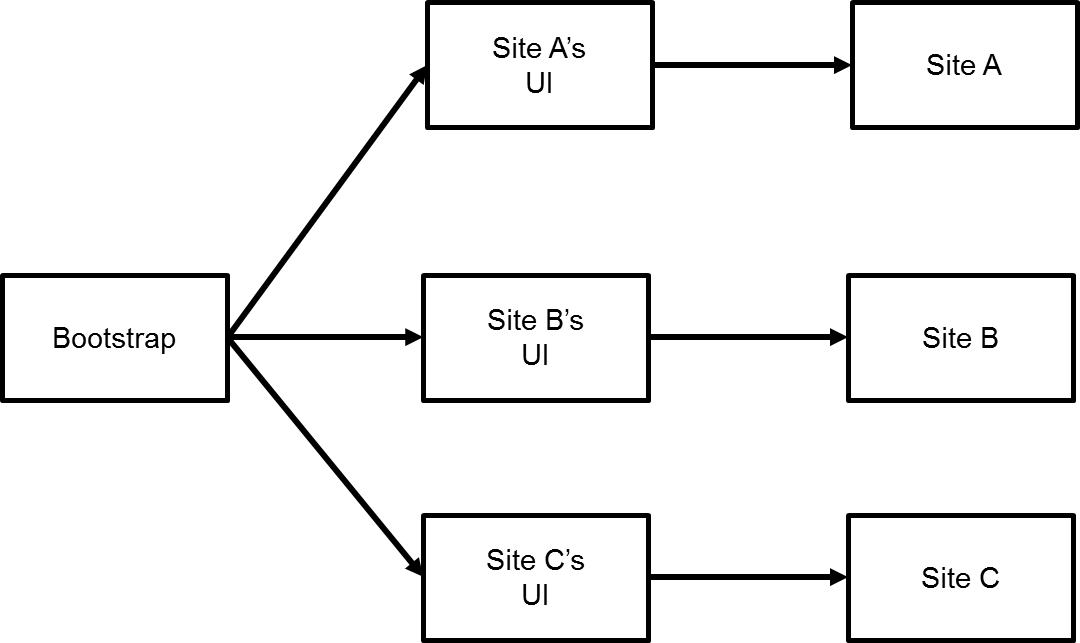 Site A’s
UI
Site A
Bootstrap
Site B’s
UI
Site B
Site C’s
UI
Site C